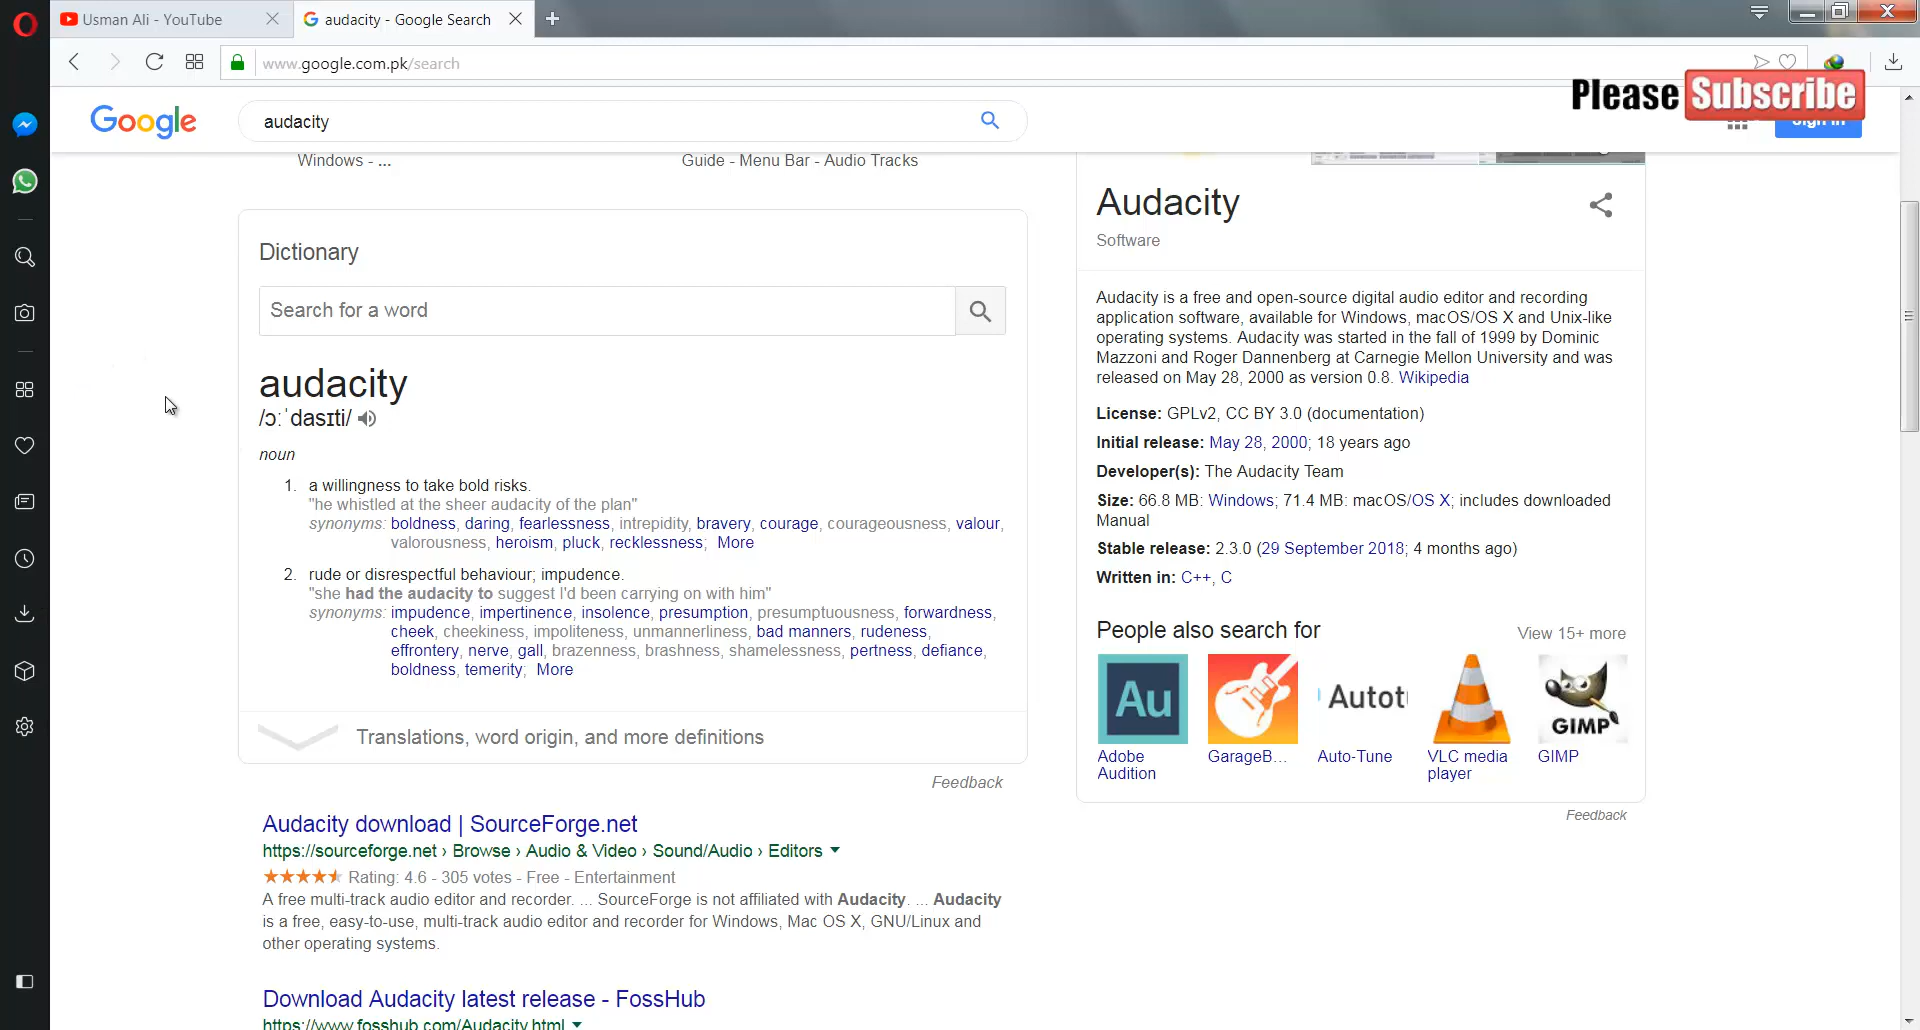 Usman Ali - YouTube
audacity - Google Search
www.google.com.pk/search
Please Subscribe
Google
audacity
Sign in
Windows - ...
Guide - Menu Bar - Audio Tracks
Dictionary
Search for a word
audacity
/ɔːˈdasɪti/
noun
1. a willingness to take bold risks.
"he whistled at the sheer audacity of the plan"
synonyms: boldness, daring, fearlessness, intrepidity, bravery, courage, courageousness, valour,
valorousness, heroism, pluck, recklessness; More
2. rude or disrespectful behaviour; impudence.
"she had the audacity to suggest I'd been carrying on with him"
synonyms: impudence, impertinence, insolence, presumption, presumptuousness, forwardness,
cheek, cheekiness, impoliteness, unmannerliness, bad manners, rudeness,
effrontery, nerve, gall, brazenness, brashness, shamelessness, pertness, defiance,
boldness, temerity; More
Translations, word origin, and more definitions
Feedback
Audacity download | SourceForge.net
https://sourceforge.net › Browse › Audio & Video › Sound/Audio › Editors
Rating: 4.6 - 305 votes - Free - Entertainment
A free multi-track audio editor and recorder. ... SourceForge is not affiliated with Audacity. ... Audacity
is a free, easy-to-use, multi-track audio editor and recorder for Windows, Mac OS X, GNU/Linux and
other operating systems.
Download Audacity latest release - FossHub
https://www.fosshub.com/Audacity.html
Audacity
Software
Audacity is a free and open-source digital audio editor and recording
application software, available for Windows, macOS/OS X and Unix-like
operating systems. Audacity was started in the fall of 1999 by Dominic
Mazzoni and Roger Dannenberg at Carnegie Mellon University and was
released on May 28, 2000 as version 0.8. Wikipedia
License: GPLv2, CC BY 3.0 (documentation)
Initial release: May 28, 2000; 18 years ago
Developer(s): The Audacity Team
Size: 66.8 MB: Windows; 71.4 MB: macOS/OS X; includes downloaded
Manual
Stable release: 2.3.0 (29 September 2018; 4 months ago)
Written in: C++, C
People also search for
View 15+ more
Au
Autot
GIMP
Adobe
Audition
GarageB...
Auto-Tune
VLC media
player
GIMP
Feedback